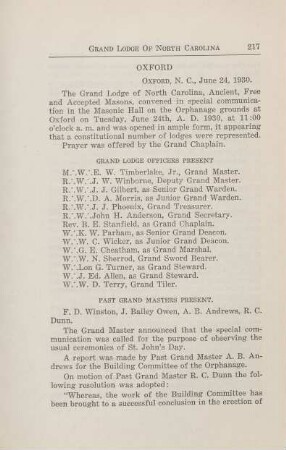 GRAND LODGE OF NORTH CAROLINA 217
OXFORD
OXFORD, N. C., June 24, 1930.
The Grand Lodge of North Carolina, Ancient, Free
and Accepted Masons, convened in special communica-
tion in the Masonic Hall on the Orphanage grounds at
Oxford on Tuesday, June 24th, A. D. 1930, at 11:00
o'clock a. m. and was opened in ample form, it appearing
that a constitutional number of lodges were represented.
Prayer was offered by the Grand Chaplain.
GRAND LODGE OFFICERS PRESENT
M∴W∴E. W. Timberlake, Jr., Grand Master.
R∴W∴J. W. Winborne, Deputy Grand Master.
R∴W∴J. J. Gilbert, as Senior Grand Warden.
R∴W∴D. A. Morris, as Junior Grand Warden.
R∴W∴J. J. Phoenix, Grand Treasurer.
R∴W∴John H. Anderson, Grand Secretary.
Rev. R. E. Stanfield, as Grand Chaplain.
W∴K. W. Parham, as Senior Grand Deacon.
W∴W. C. Wicker, as Junior Grand Deacon.
W∴G. E. Cheatham, as Grand Marshal.
W∴W. N. Sherrod, Grand Sword Bearer.
W∴Lon G. Turner, as Grand Steward.
W∴J. Ed. Allen, as Grand Steward.
W∴W. D. Terry, Grand Tiler.
PAST GRAND MASTERS PRESENT.
F. D. Winston, J. Bailey Owen, A. B. Andrews, R. C.
Dunn.
The Grand Master announced that the special com-
munication was called for the purpose of observing the
usual ceremonies of St. John's Day.
A report was made by Past Grand Master A. B. An-
drews for the Building Committee of the Orphanage.
On motion of Past Grand Master R. C. Dunn the fol-
lowing resolution was adopted:
"Whereas, the work of the Building Committee has
been brought to a successful conclusion in the erection of